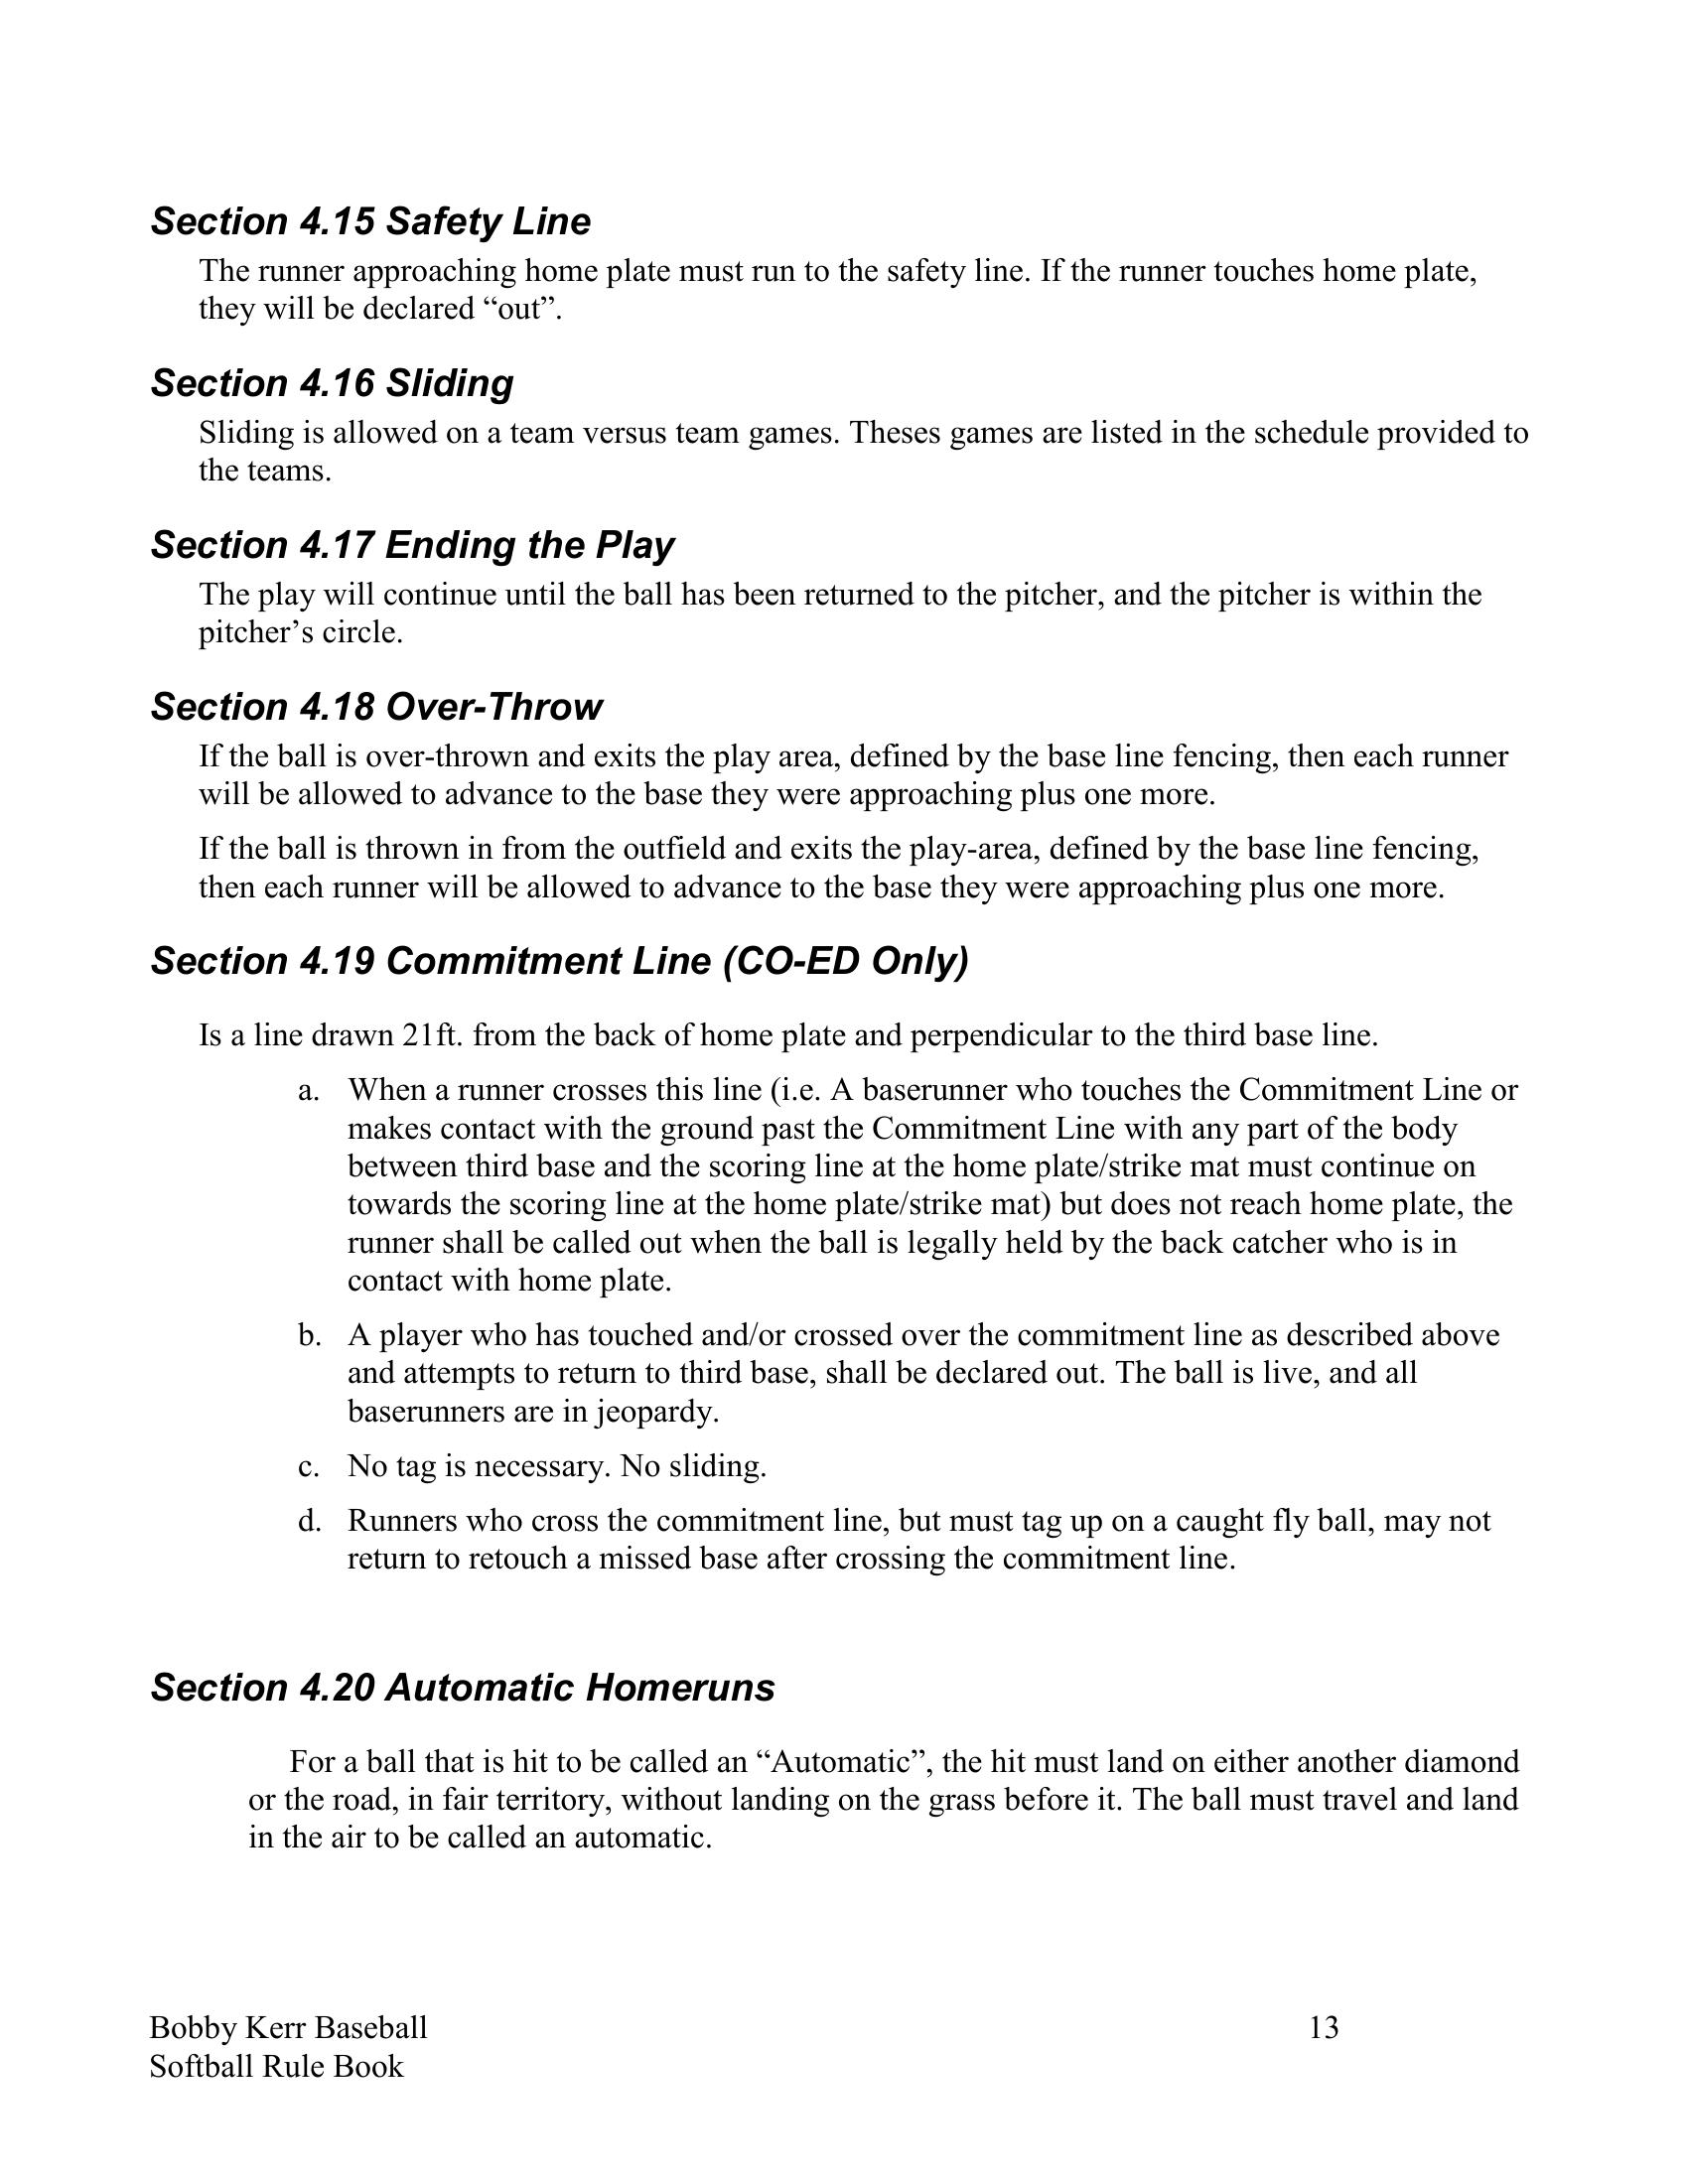 Section 4.15 Safety Line
The runner approaching home plate must run to the safety line. If the runner touches home plate,
they will be declared “out”.
Section 4.16 Sliding
Sliding is allowed on a team versus team games. Theses games are listed in the schedule provided to
the teams.
Section 4.17 Ending the Play
The play will continue until the ball has been returned to the pitcher, and the pitcher is within the
pitcher’s circle.
Section 4.18 Over-Throw
If the ball is over-thrown and exits the play area, defined by the base line fencing, then each runner
will be allowed to advance to the base they were approaching plus one more.
If the ball is thrown in from the outfield and exits the play-area, defined by the base line fencing,
then each runner will be allowed to advance to the base they were approaching plus one more.
Section 4.19 Commitment Line (CO-ED Only)
Is a line drawn 21ft. from the back of home plate and perpendicular to the third base line.
a. When a runner crosses this line (i.e. A baserunner who touches the Commitment Line or
makes contact with the ground past the Commitment Line with any part of the body
between third base and the scoring line at the home plate/strike mat must continue on
towards the scoring line at the home plate/strike mat) but does not reach home plate, the
runner shall be called out when the ball is legally held by the back catcher who is in
contact with home plate.
b. A player who has touched and/or crossed over the commitment line as described above
and attempts to return to third base, shall be declared out. The ball is live, and all
baserunners are in jeopardy.
c. No tag is necessary. No sliding.
d. Runners who cross the commitment line, but must tag up on a caught fly ball, may not
return to retouch a missed base after crossing the commitment line.
Section 4.20 Automatic Homeruns
For a ball that is hit to be called an “Automatic”, the hit must land on either another diamond
or the road, in fair territory, without landing on the grass before it. The ball must travel and land
in the air to be called an automatic.
Bobby Kerr Baseball 13
Softball Rule Book